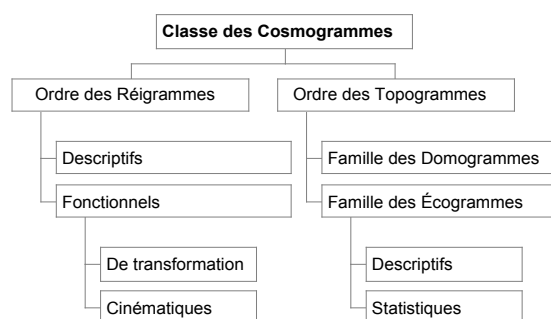 Classe des Cosmogrammes
Ordre des Réigrammes
Ordre des Topogrammes
Descriptifs
Famille des Domogrammes
Fonctionnels
Famille des Écogrammes
De transformation
Descriptifs
Cinématiques
Statistiques